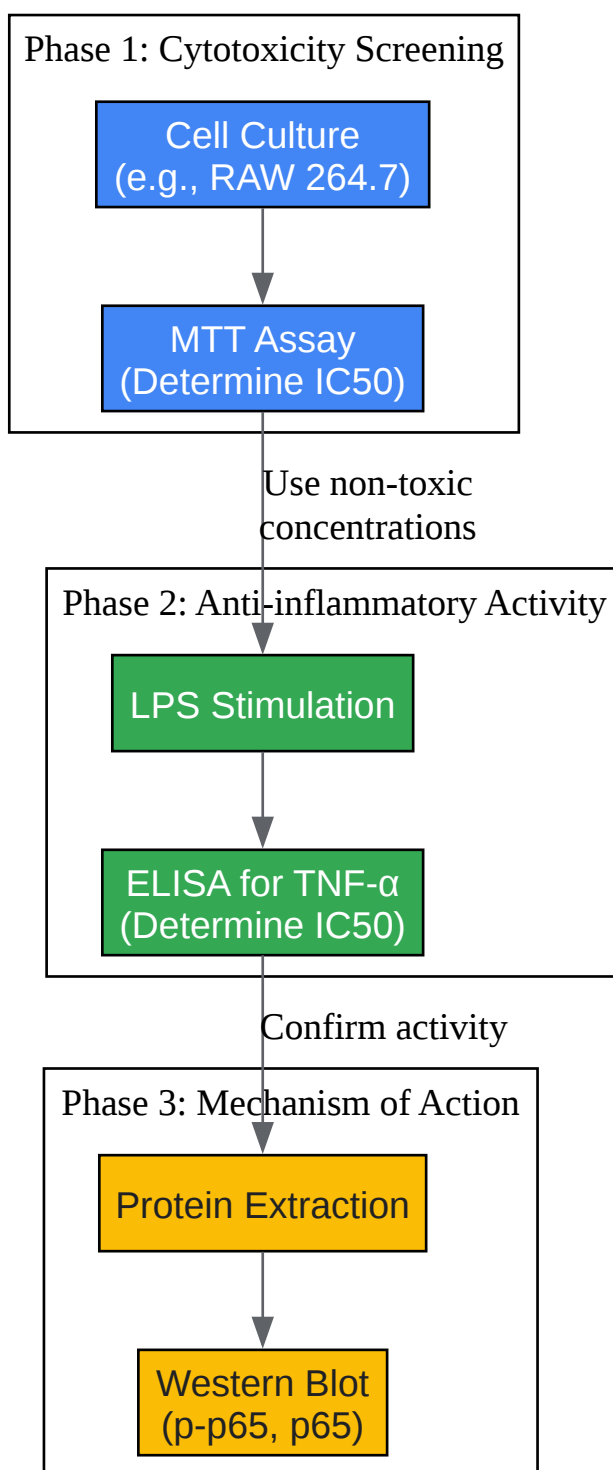 Phase 1: Cytotoxicity Screening
Cell Culture
(e.g., RAW 264.7)
MTT Assay
(Determine IC50)
Use non-toxic
concentrations
Phase 2: Anti-inflammatory Activity
LPS Stimulation
ELISA for TNF-α
(Determine IC50)
Confirm activity
Phase 3: Mechanism of Action
Protein Extraction
Western Blot
(p-p65, p65)